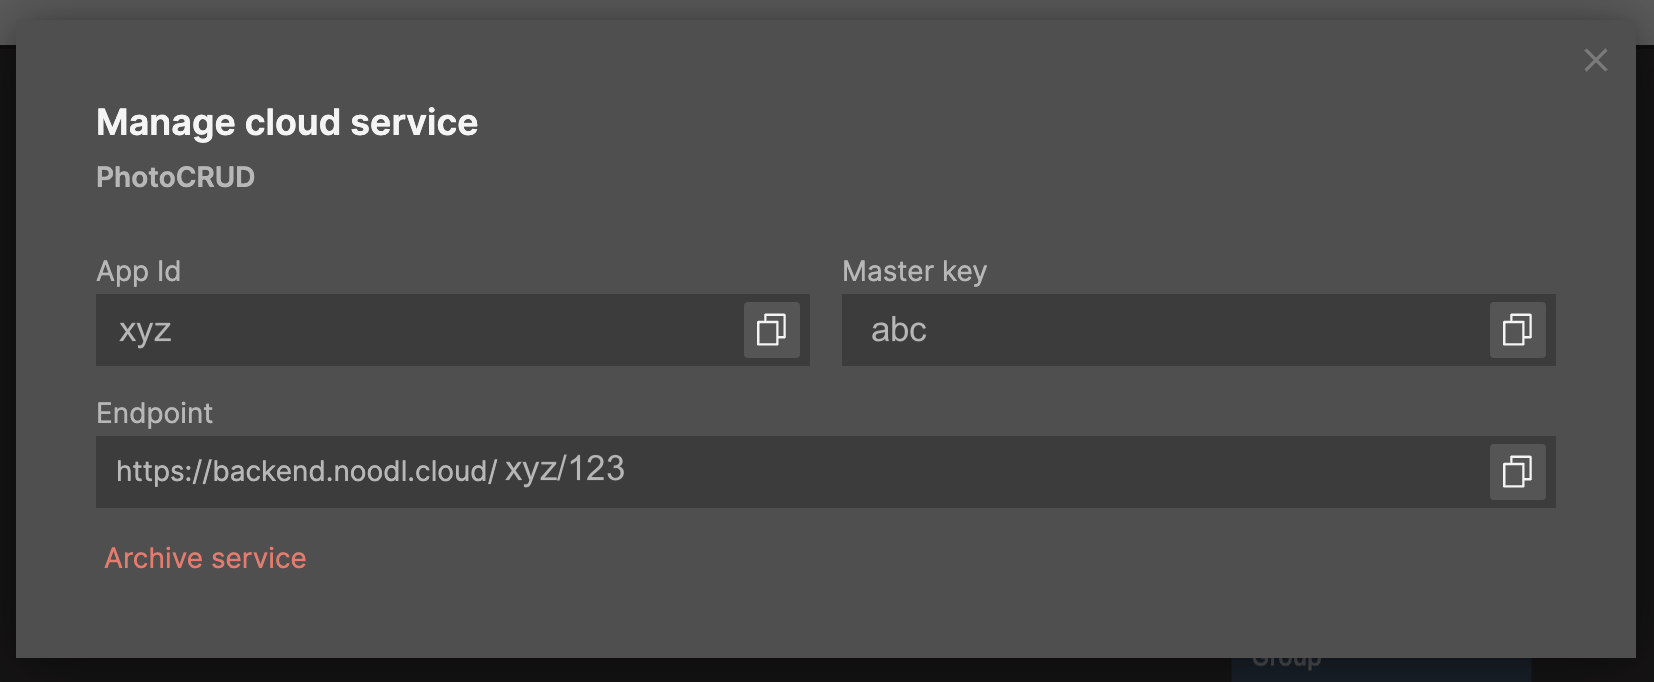 Manage cloud service
PhotoCRUD
App Id
Master key
xyz
abc
Endpoint
https://backend.noodl.cloud/ xyz/123
Archive service
Group